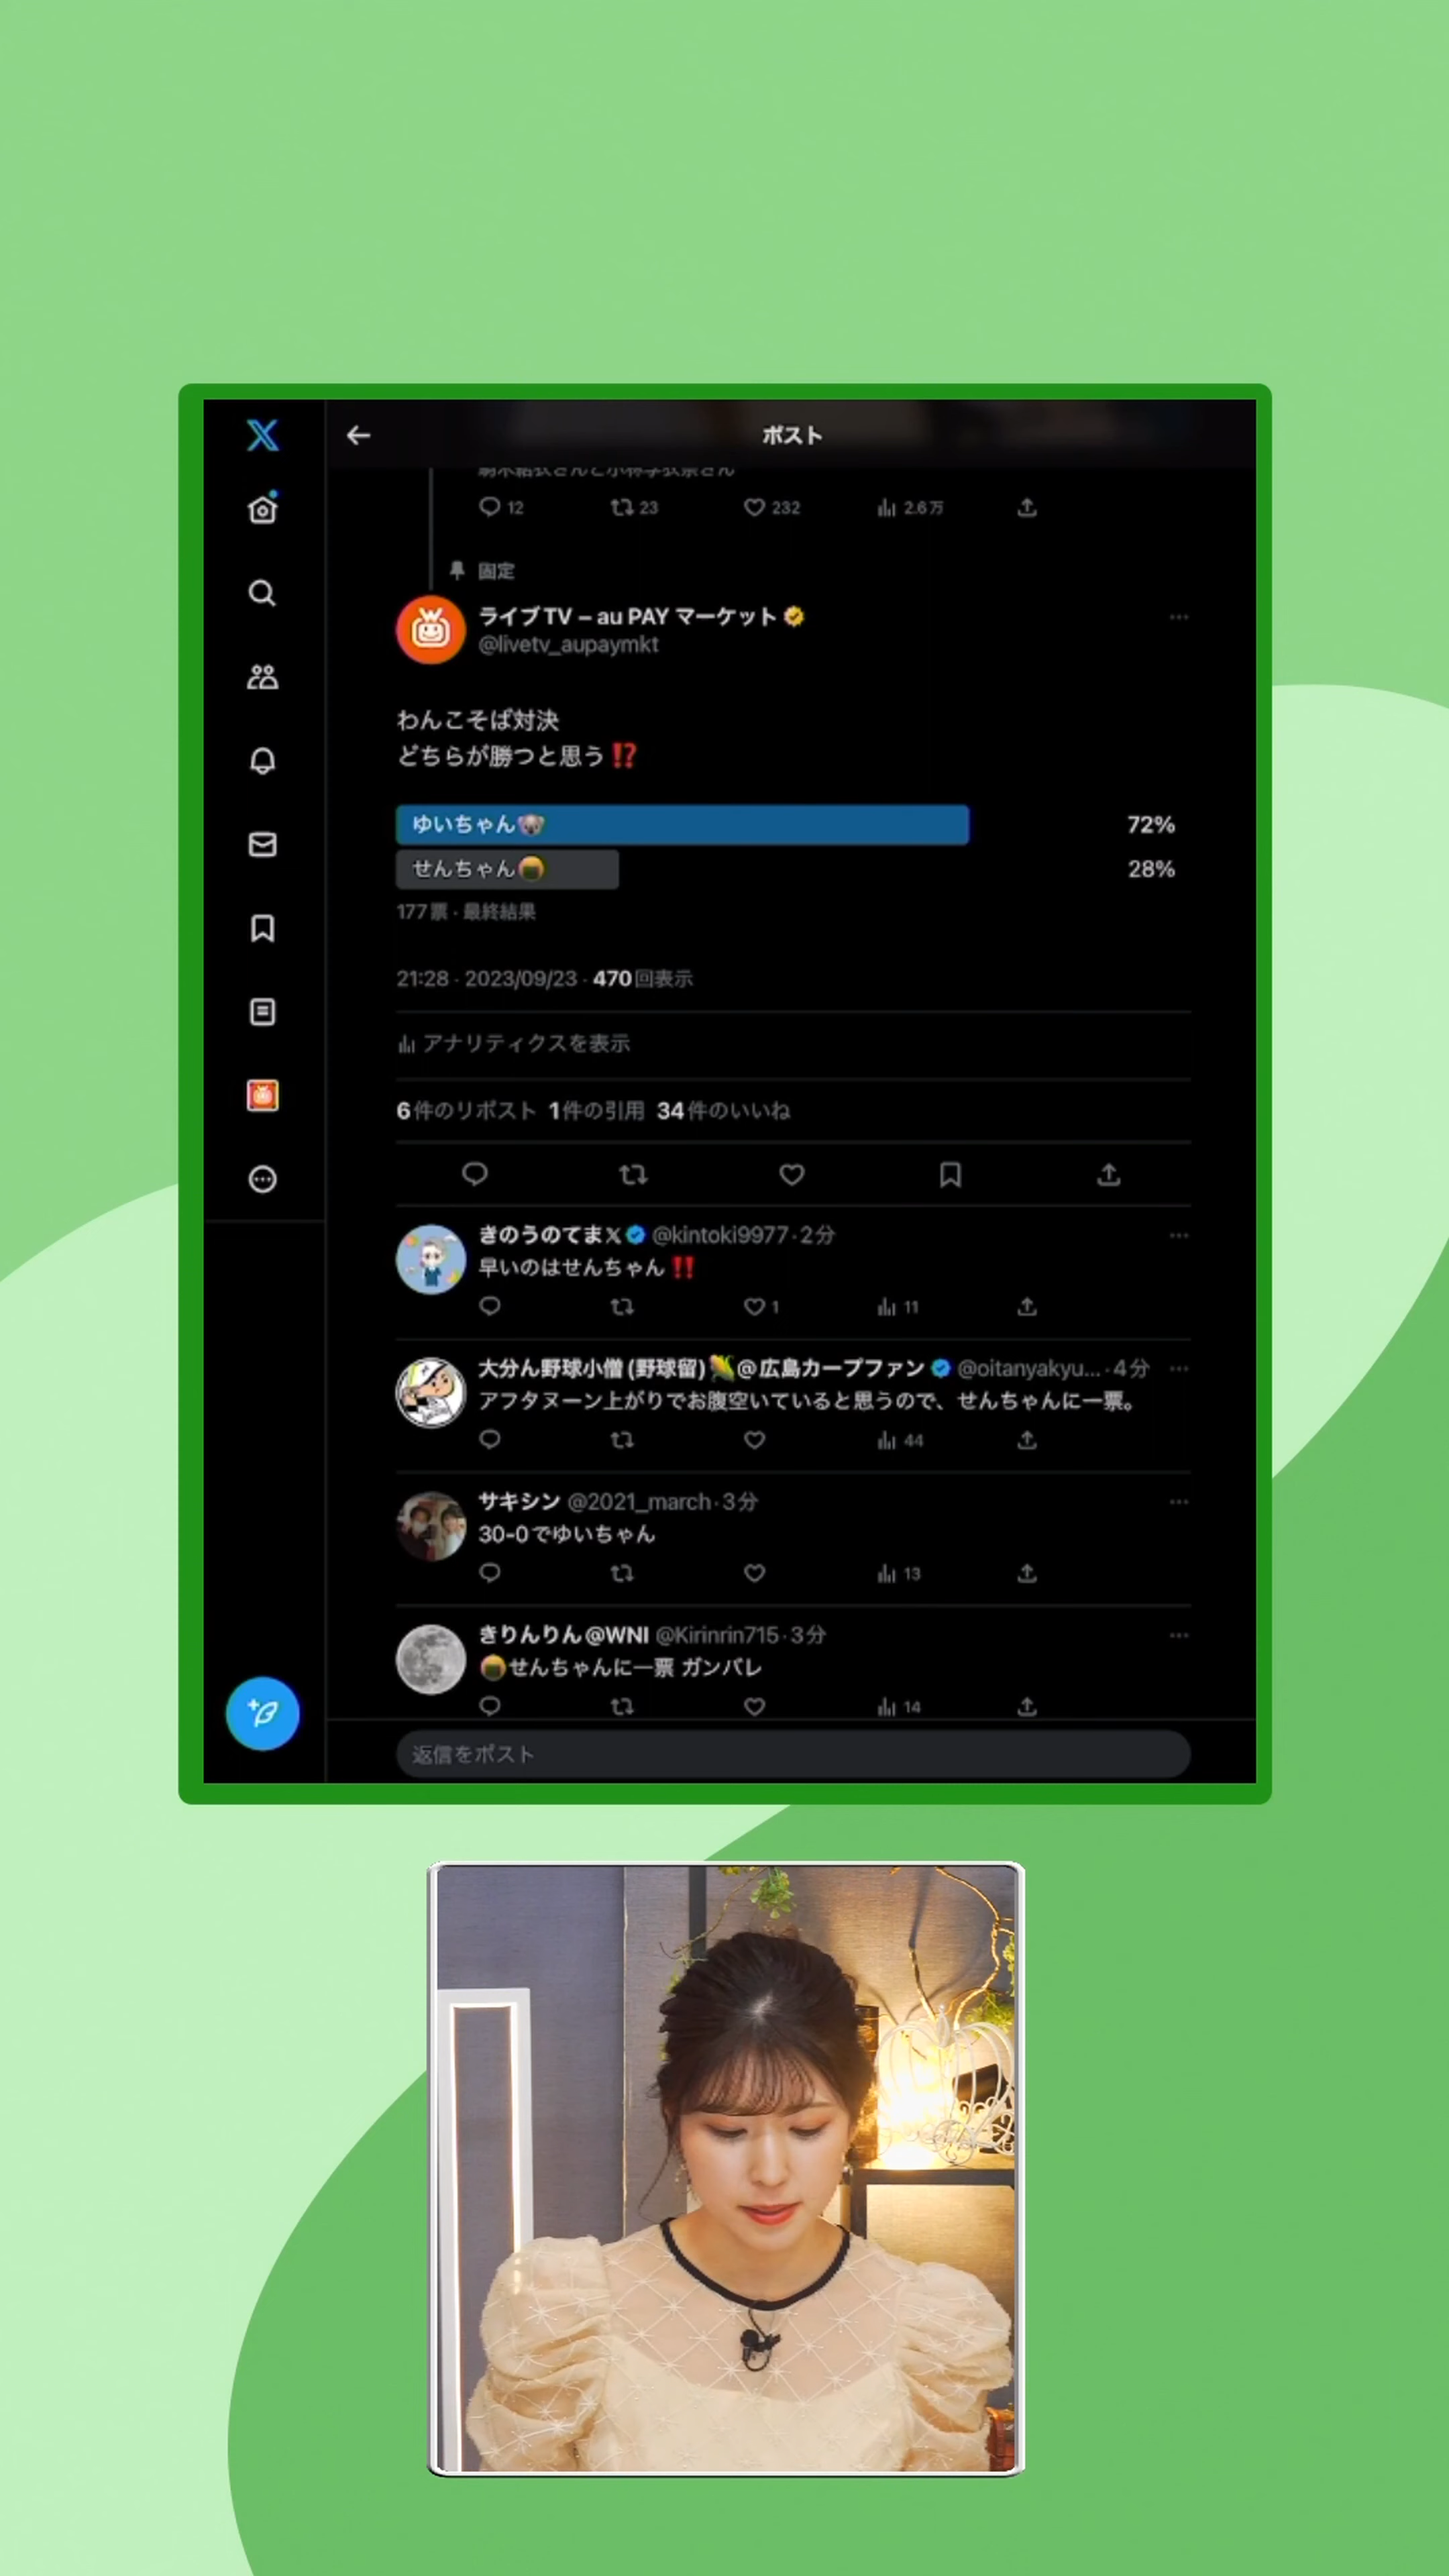 ポスト
12 23 232 2.6万
固定
ライブTV – au PAY マーケット
@livetv_aupaymkt
わんこそば対決
どちらが勝つと思う⁉️
ゆいちゃん🐨 72%
せんちゃん🍘 28%
177票 · 最終結果
21:28 · 2023/09/23 · 470回表示
アナリティクスを表示
6件のリポスト 1件の引用 34件のいいね
きのうのてま𝕏 @kintoki9977 · 2分
早いのはせんちゃん‼️
1 11
大分ん野球小僧(野球留)🌽@広島カープファン @oitanyakyu... · 4分
アフタヌーン上がりでお腹空いていると思うので、せんちゃんに一票。
44
サキシン @2021_march · 3分
30-0でゆいちゃん
13
きりんりん@WNI @Kirinrin715 · 3分
🍘せんちゃんに一票 ガンバレ
14
返信をポスト